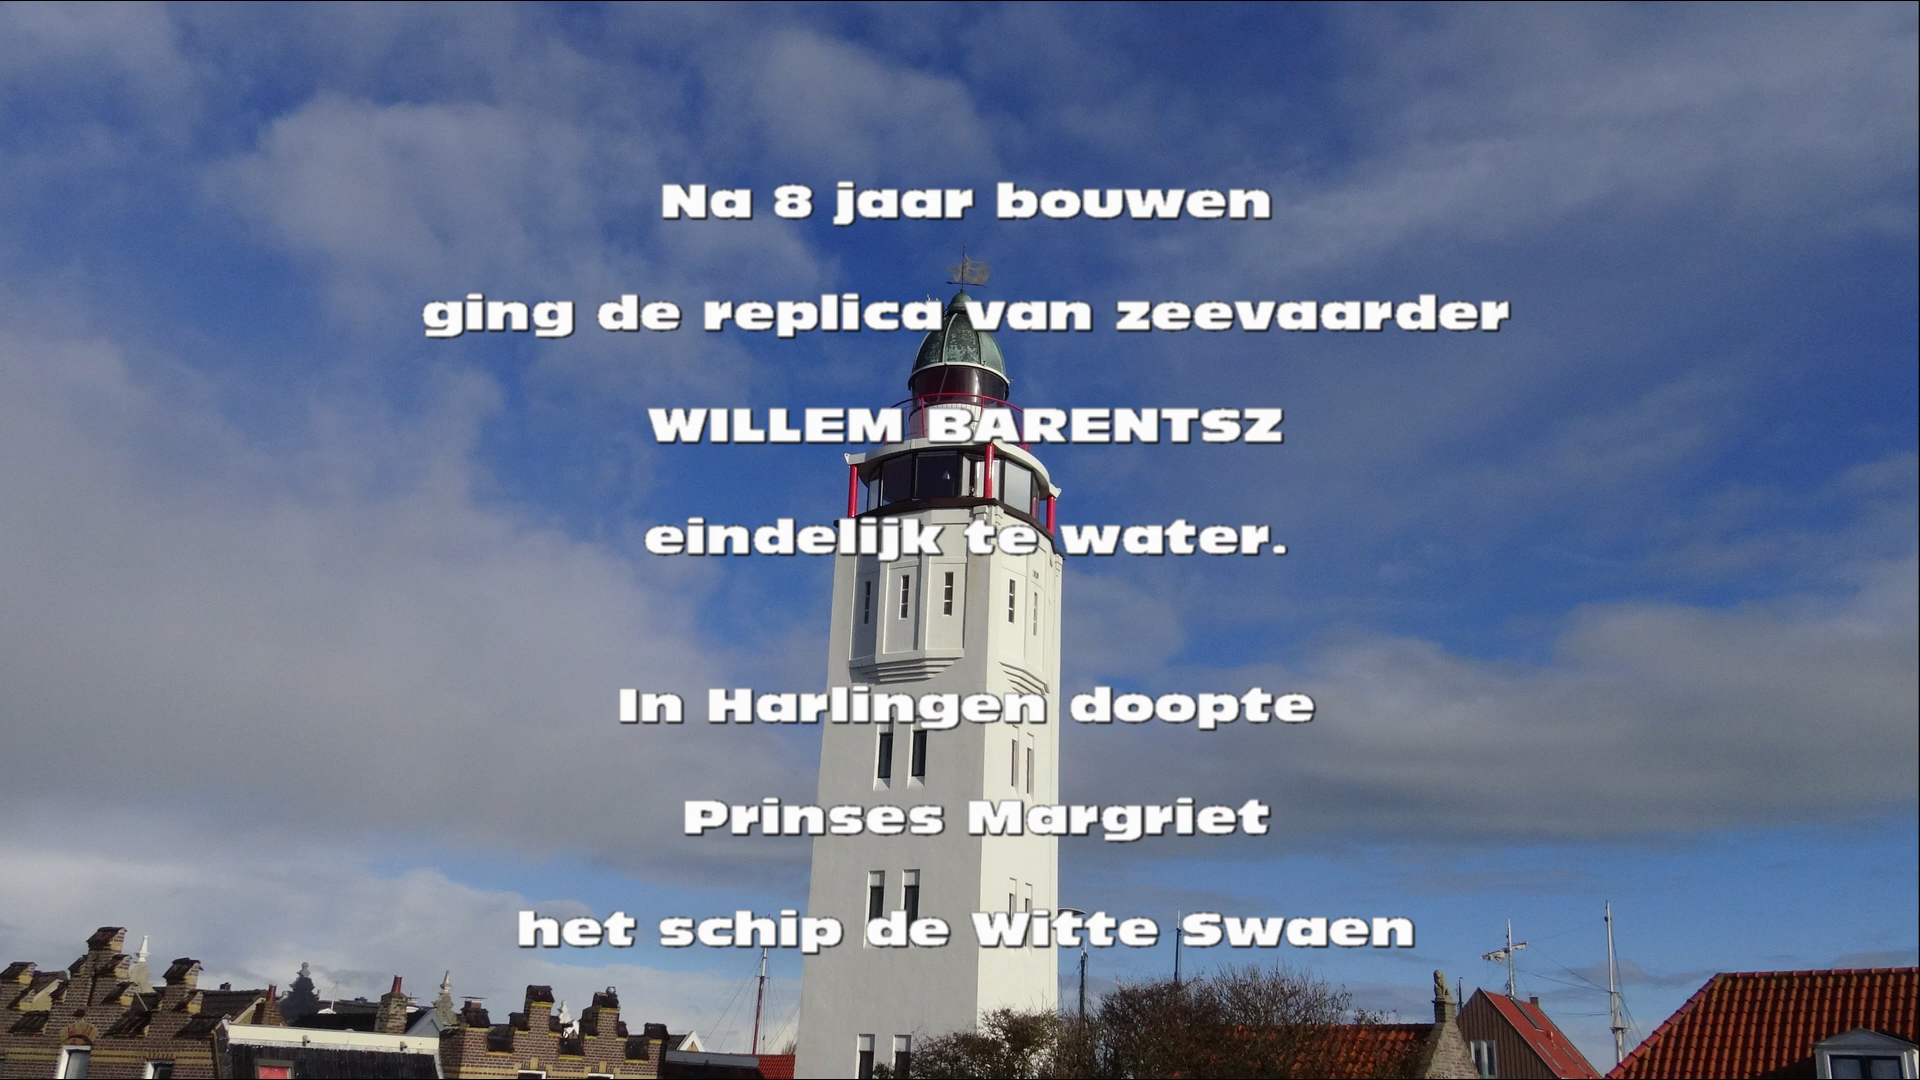 Na 8 jaar bouwen
ging de replica van zeevaarder
WILLEM BARENTSZ
eindelijk te water.
In Harlingen doopte
Prinses Margriet
het schip de Witte Swaen